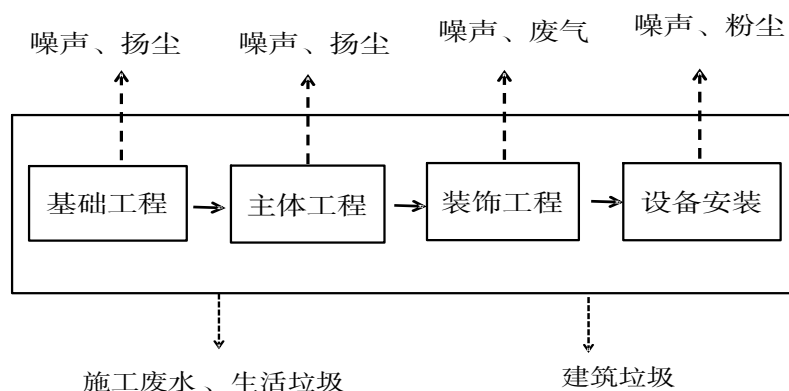 噪声、扬尘 噪声、扬尘 噪声、废气 噪声、粉尘
基础工程 主体工程 装饰工程 设备安装
施工废水、生活垃圾 建筑垃圾